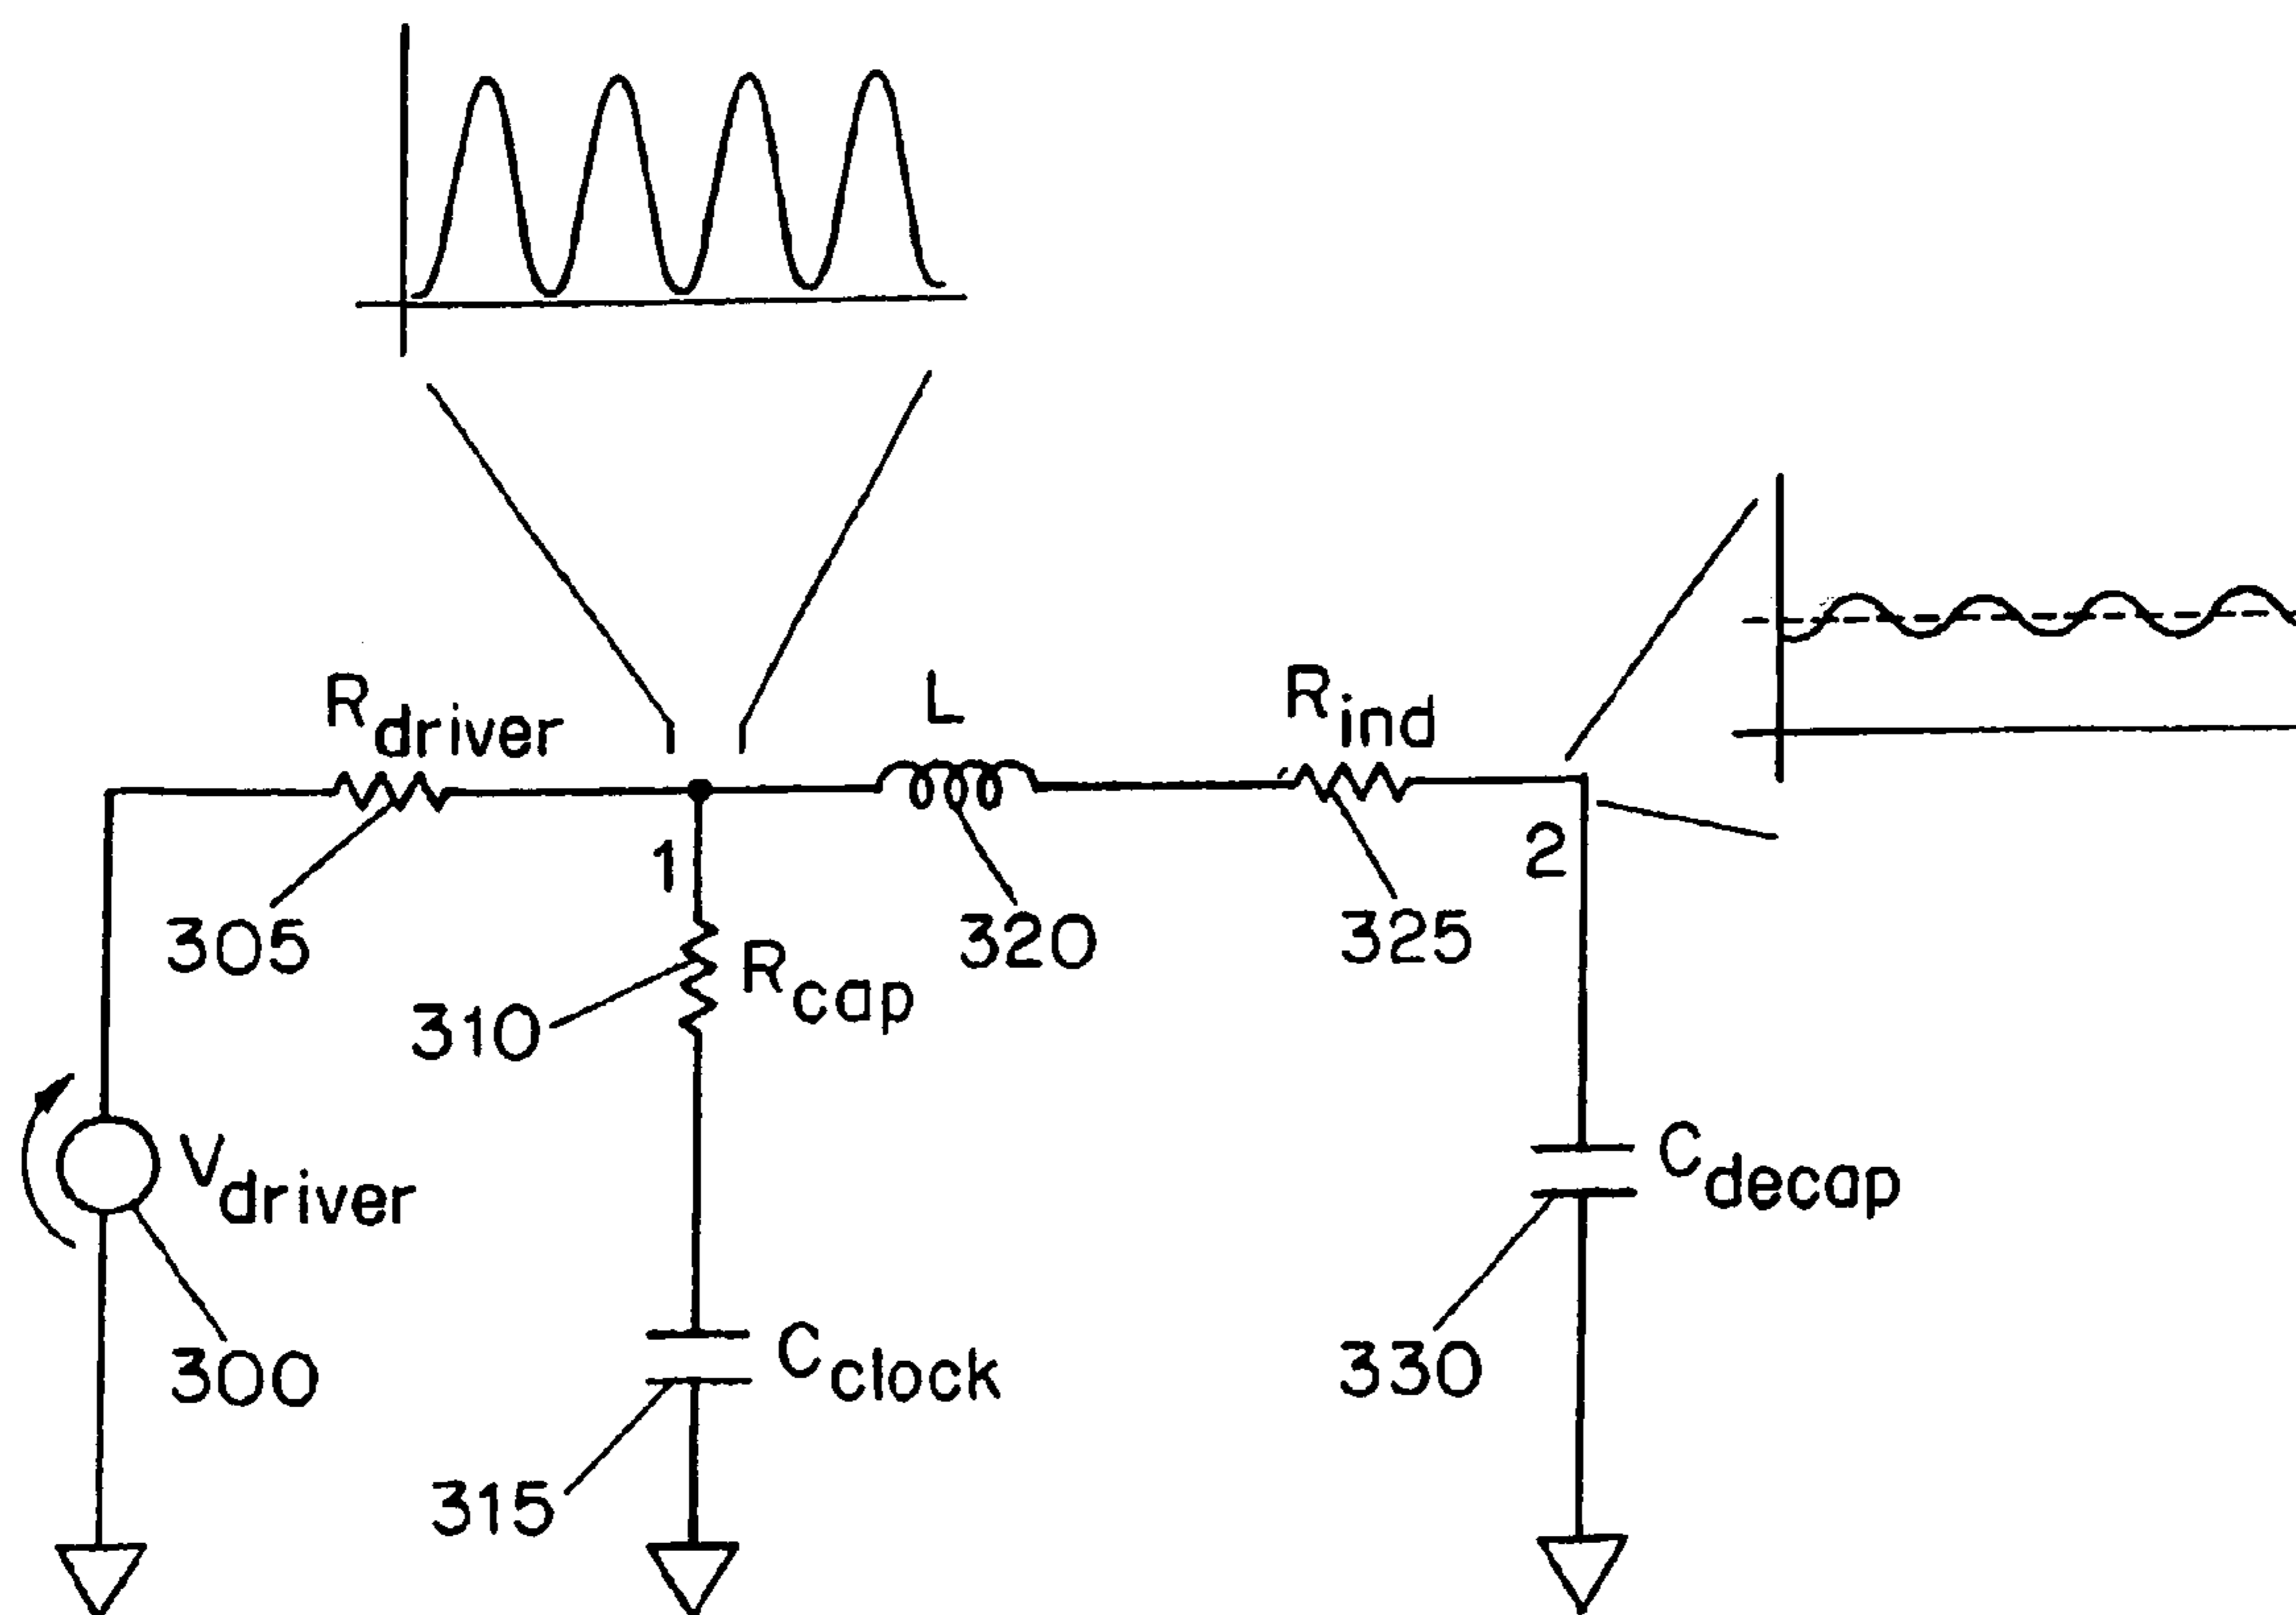 L
R_ind
R_driver
1
2
305
R_cap
320
325
310
V_driver
C_decap
300
C_clock
330
315